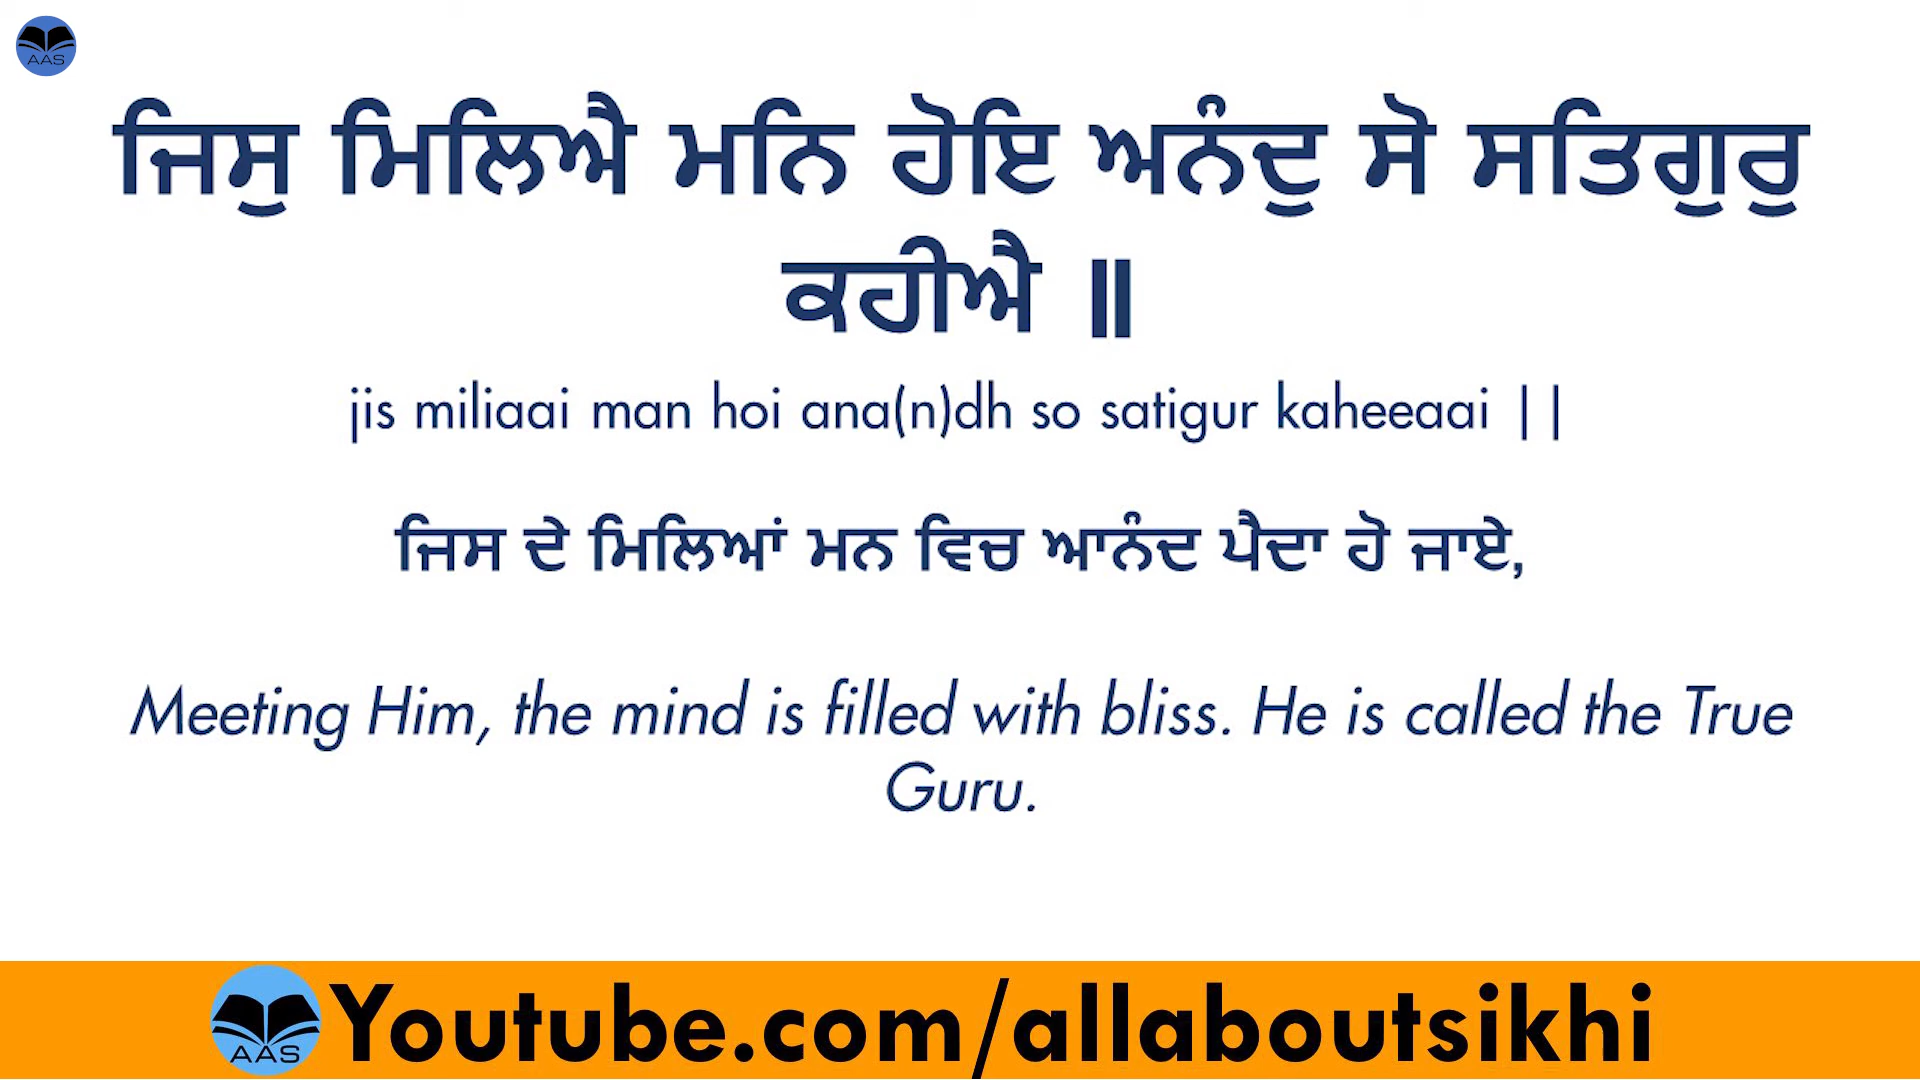 AAS
ਜਿਸੁ ਮਿਲਿਐ ਮਨਿ ਹੋਇ ਅਨੰਦੁ ਸੋ ਸਤਿਗੁਰੁ
ਕਹੀਐ ॥
jis miliaai man hoi ana(n)dh so satigur kaheeaai ||
ਜਿਸ ਦੇ ਮਿਲਿਆਂ ਮਨ ਵਿਚ ਆਨੰਦ ਪੈਦਾ ਹੋ ਜਾਏ,
Meeting Him, the mind is filled with bliss. He is called the True
Guru.
AAS Youtube.com/allaboutsikhi